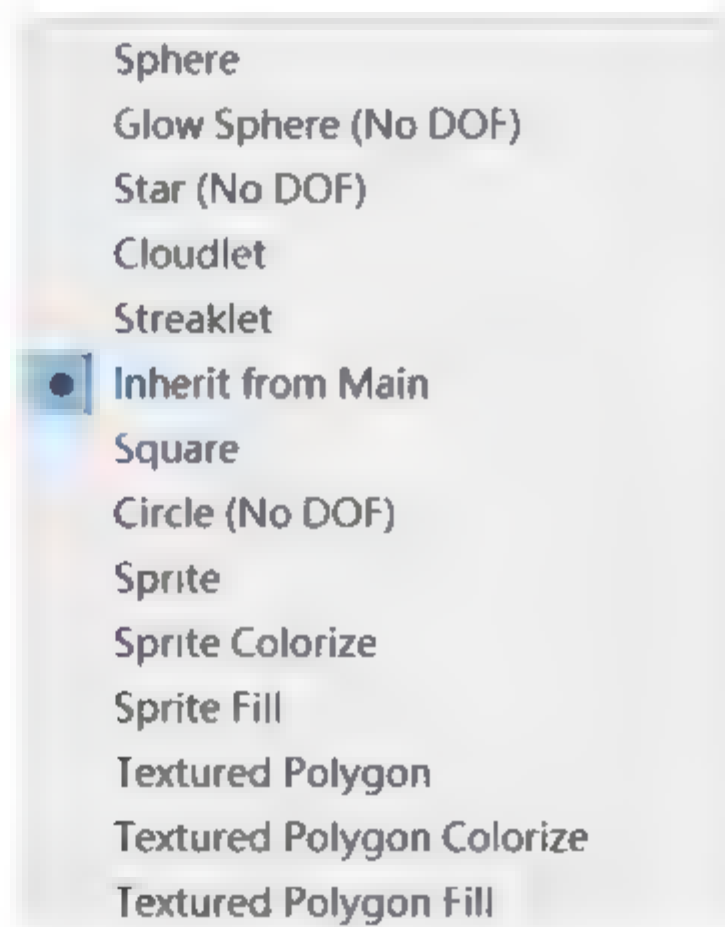 Sphere
Glow Sphere (No DOF)
Star (No DOF)
Cloudlet
Streaklet
Inherit from Main
Square
Circle (No DOF)
Sprite
Sprite Colorize
Sprite Fill
Textured Polygon
Textured Polygon Colorize
Textured Polygon Fill